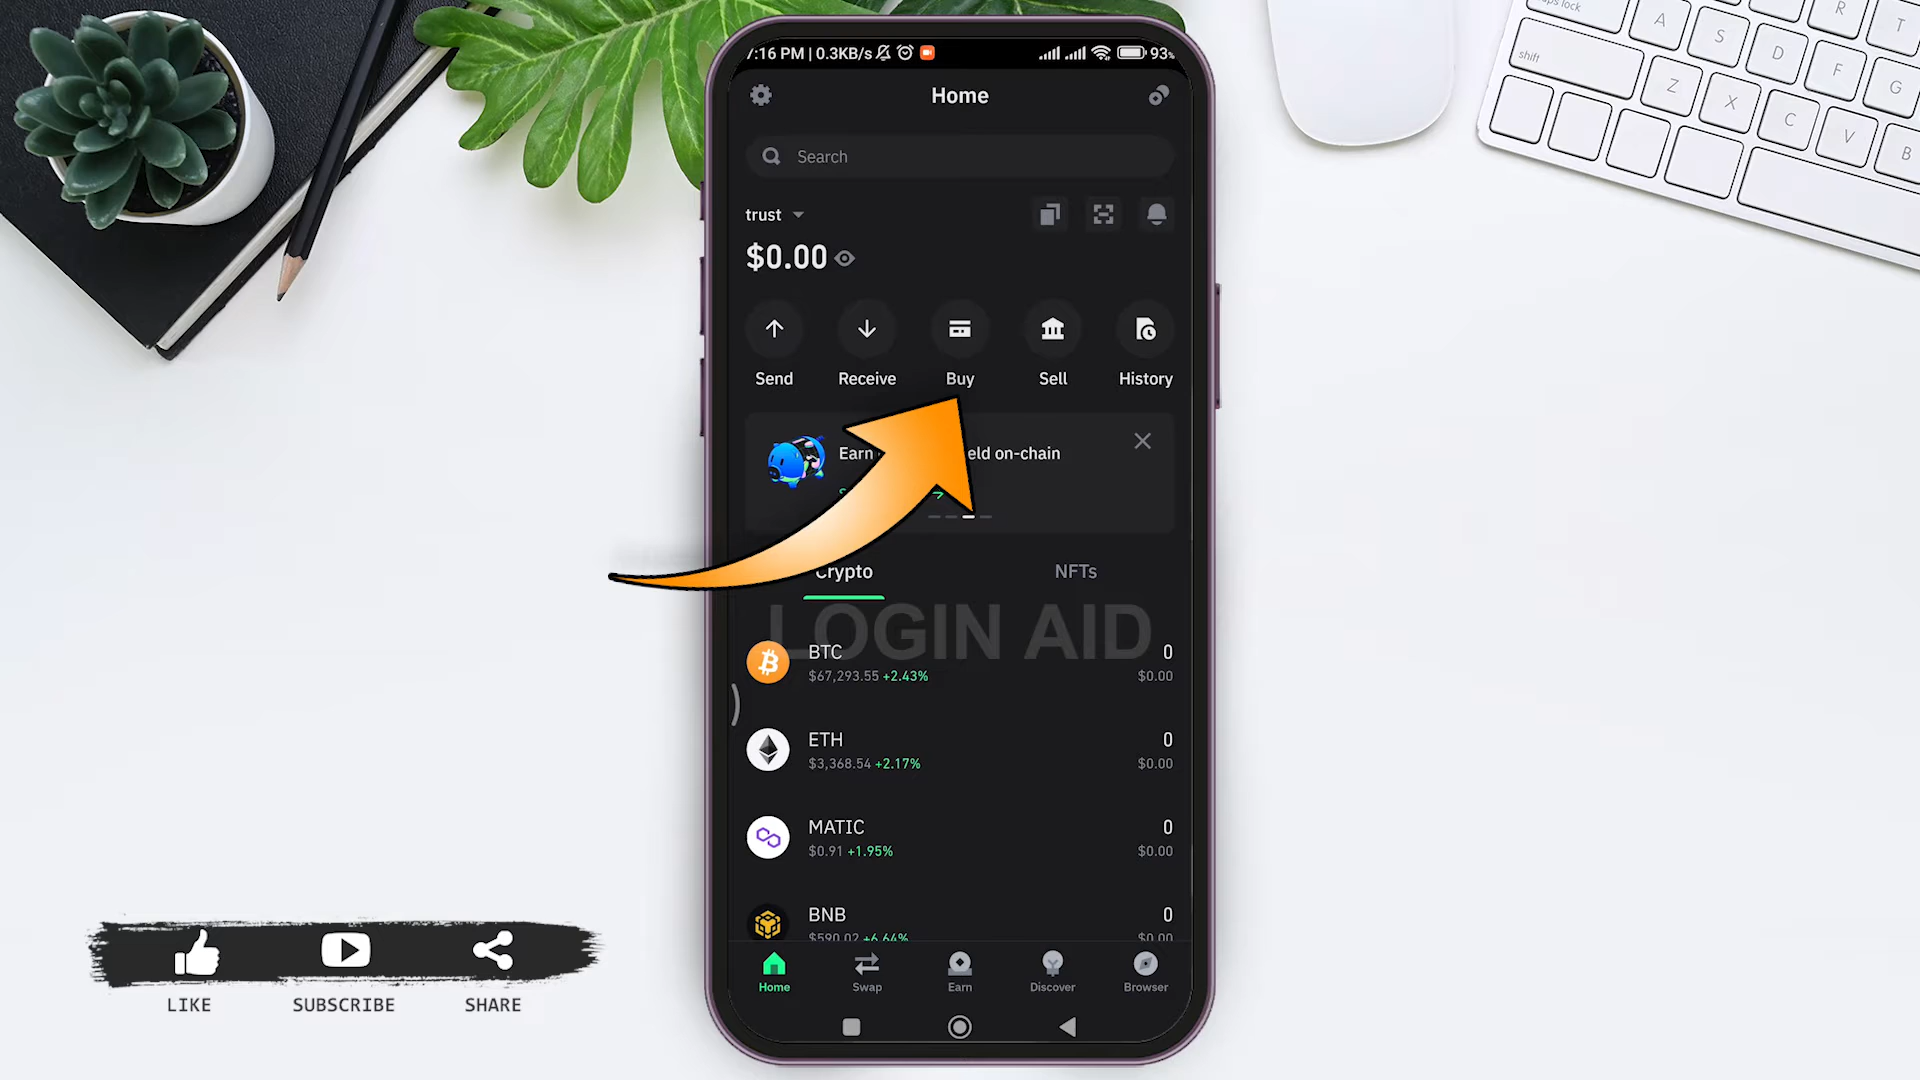 7:16 PM | 0.3KB/s 93%
Home
Search
trust
$0.00
Send Receive Buy Sell History
Earn eld on-chain
Crypto NFTs
LOGIN AID
BTC 0
$67,293.55 +2.43% $0.00
ETH 0
$3,368.54 +2.17% $0.00
MATIC 0
$0.91 +1.95% $0.00
BNB 0
$590.02 +6.64% $0.00
Home Swap Earn Discover Browser
LIKE SUBSCRIBE SHARE
caps lock A S D F G R T
shift Z X C V B